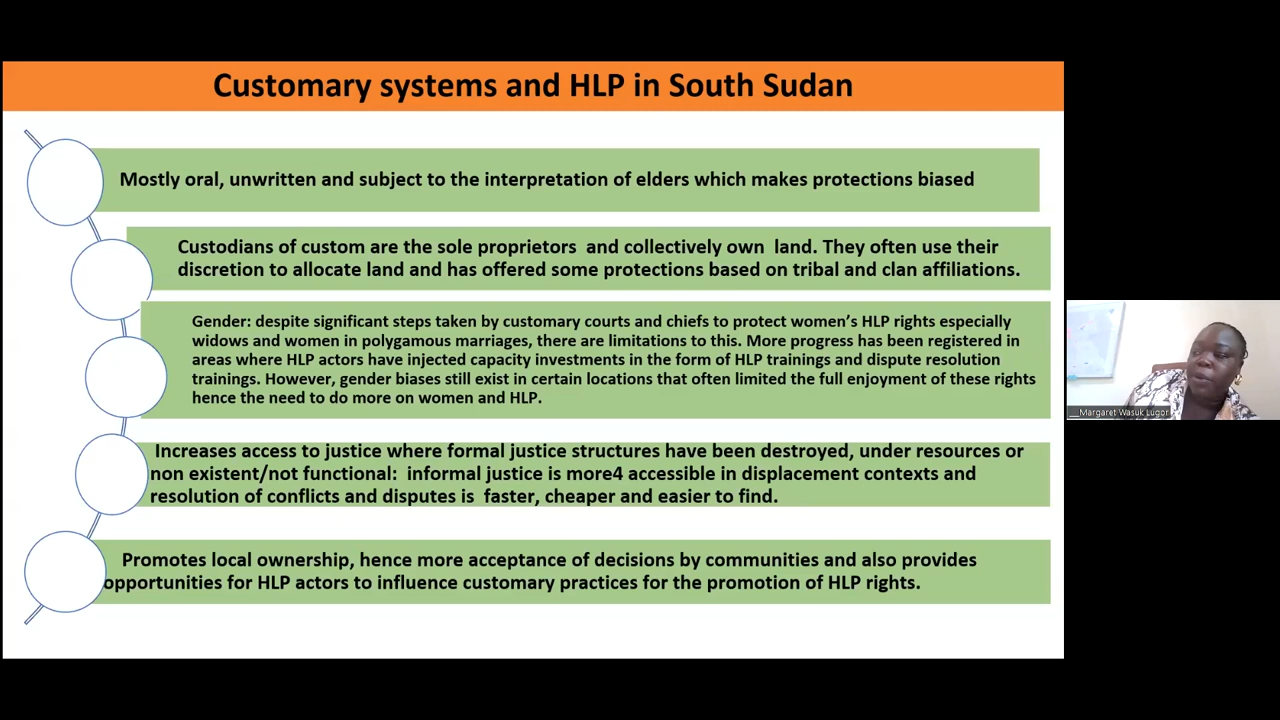 Customary systems and HLP in South Sudan
Mostly oral, unwritten and subject to the interpretation of elders which makes protections biased
Custodians of custom are the sole proprietors and collectively own land. They often use their
discretion to allocate land and has offered some protections based on tribal and clan affiliations.
Gender: despite significant steps taken by customary courts and chiefs to protect women's HLP rights especially
widows and women in polygamous marriages, there are limitations to this. More progress has been registered in
areas where HLP actors have injected capacity investments in the form of HLP trainings and dispute resolution
trainings. However, gender biases still exist in certain locations that often limited the full enjoyment of these rights
hence the need to do more on women and HLP.
Increases access to justice where formal justice structures have been destroyed, under resources or
non existent/not functional: informal justice is more4 accessible in displacement contexts and
resolution of conflicts and disputes is faster, cheaper and easier to find.
Promotes local ownership, hence more acceptance of decisions by communities and also provides
opportunities for HLP actors to influence customary practices for the promotion of HLP rights.
__Margaret Wasuk Lugor